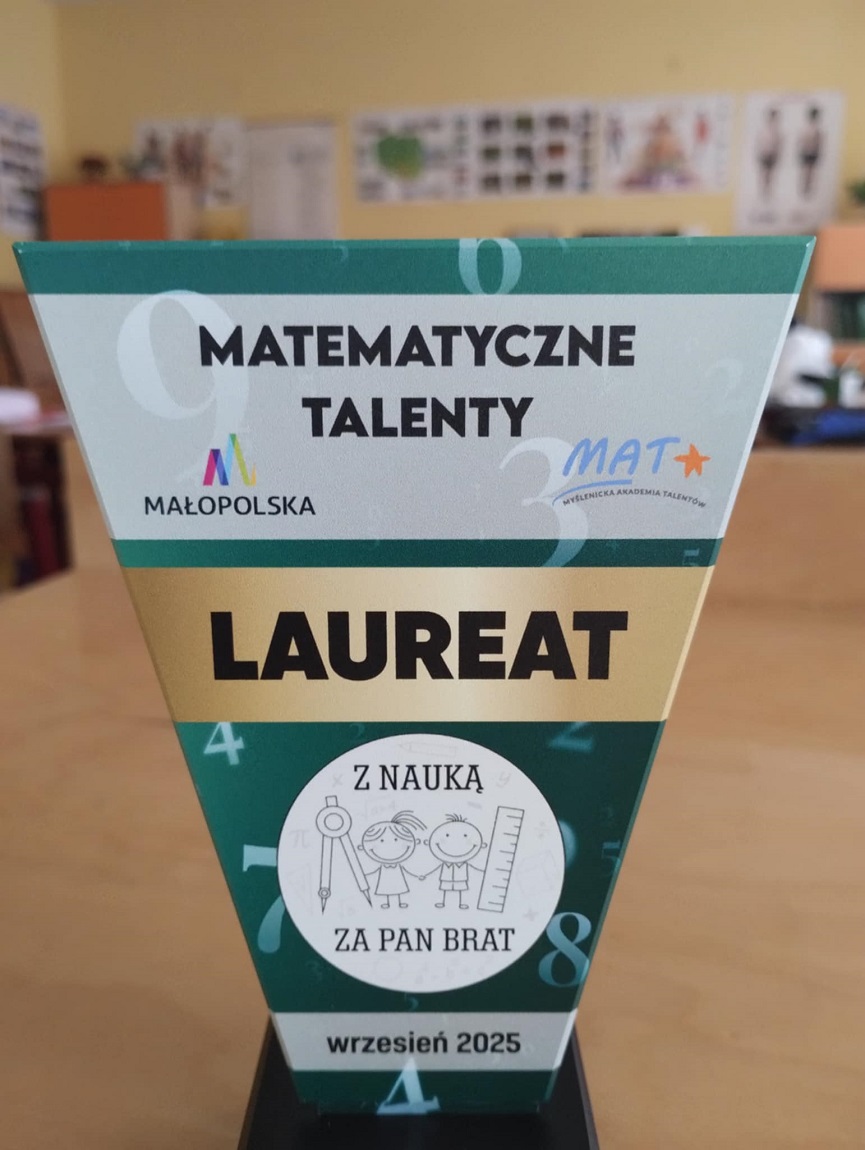 MATEMATYCZNE
TALENTY
MAŁOPOLSKA
MAT
MYŚLENICKA AKADEMIA TALENTÓW
LAUREAT
Z NAUKĄ
ZA PAN BRAT
wrzesień 2025